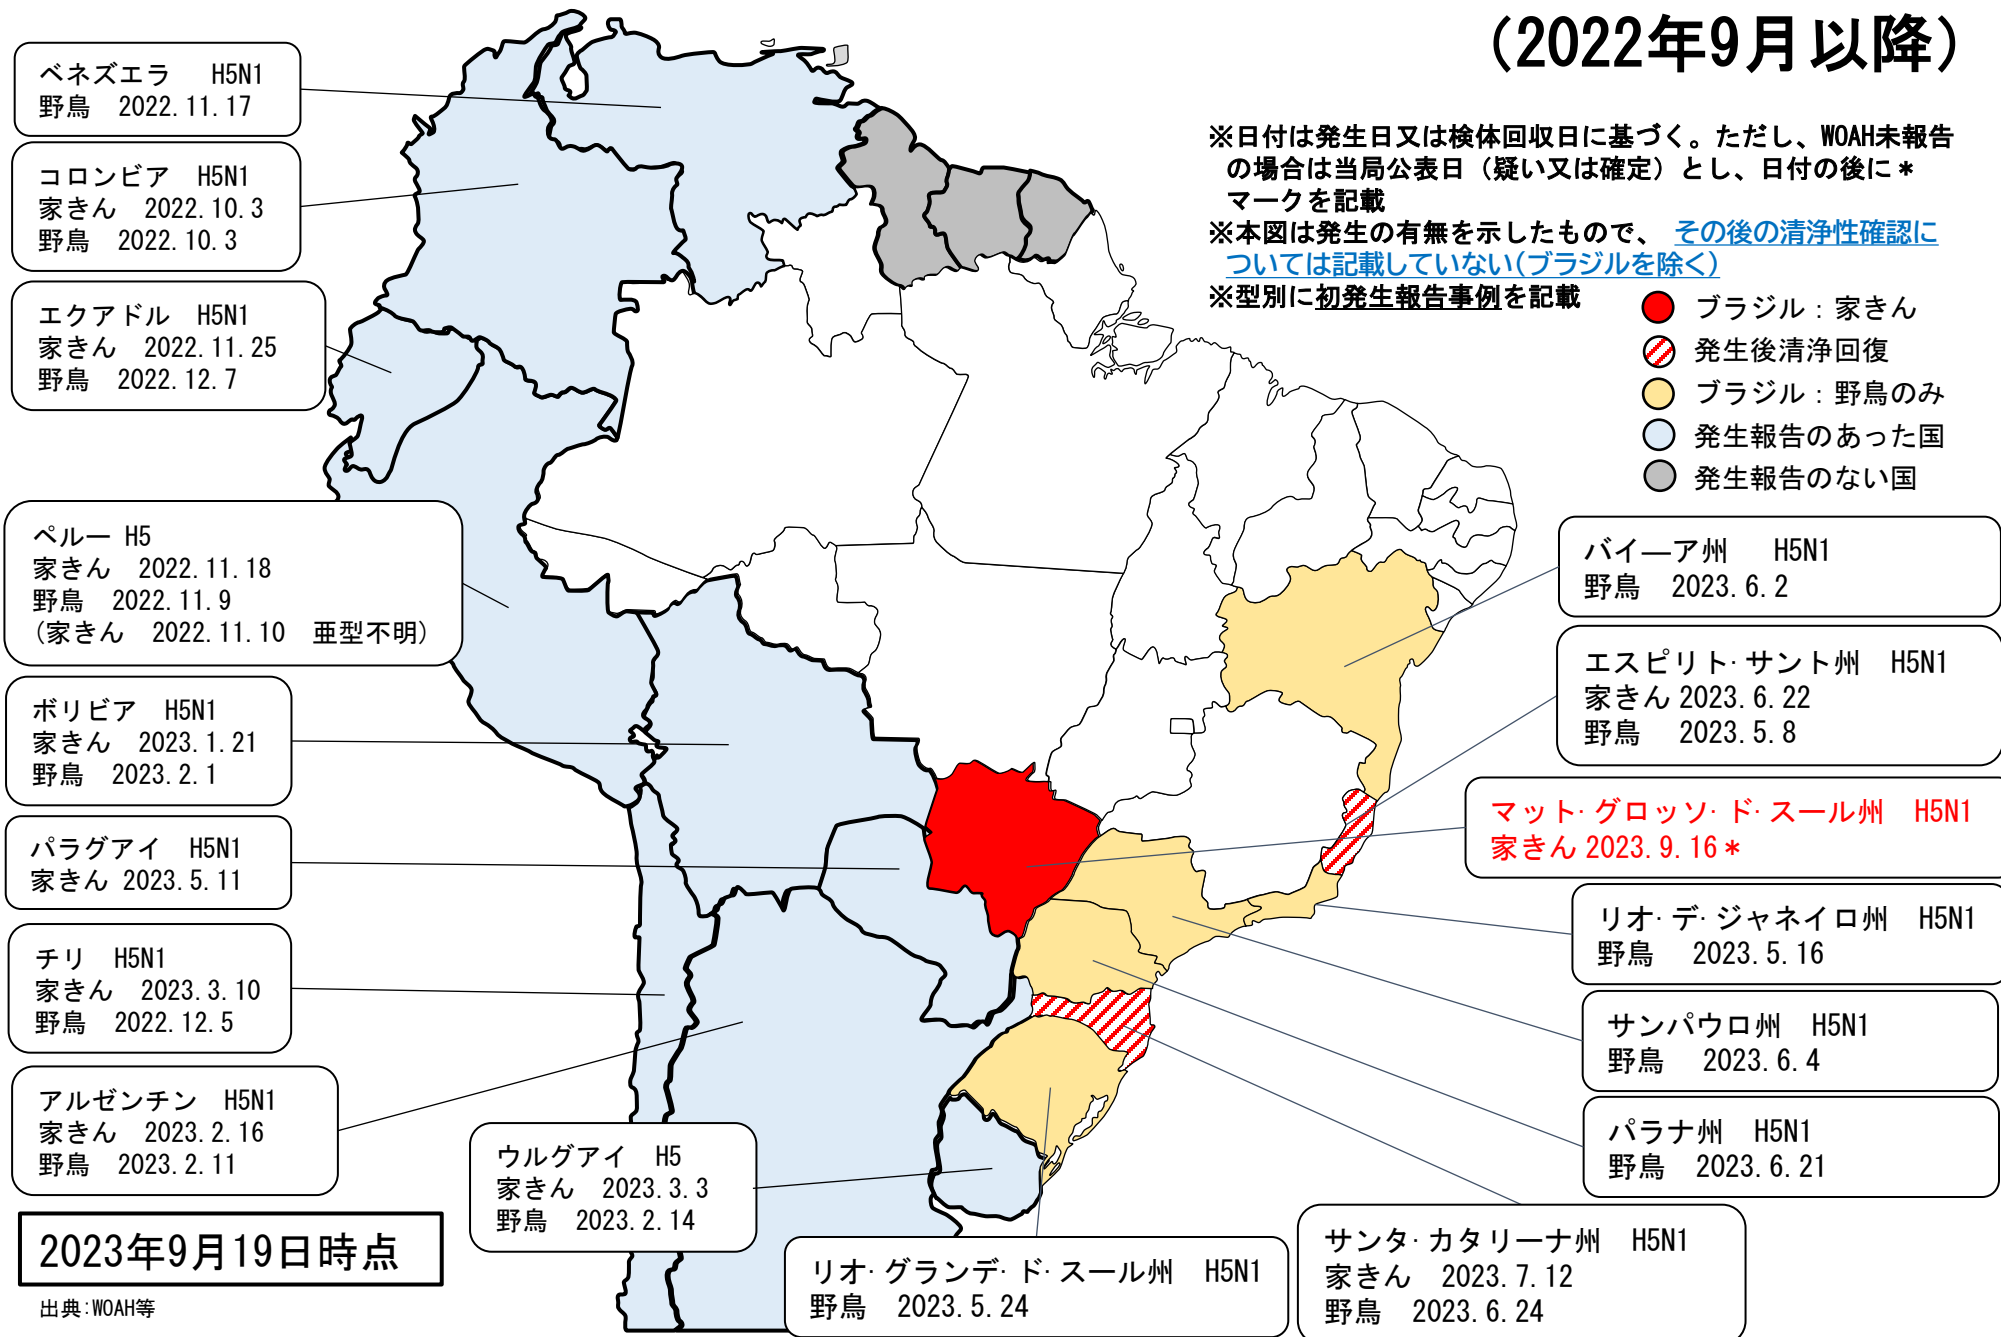 （2022年9月以降）
※日付は発生日又は検体回収日に基づく。ただし、WOAH未報告
の場合は当局公表日（疑い又は確定）とし、日付の後に＊
マークを記載
※本図は発生の有無を示したもので、 その後の清浄性確認に
ついては記載していない（ブラジルを除く）
※型別に初発生報告事例を記載
ブラジル：家きん
発生後清浄回復
ブラジル：野鳥のみ
発生報告のあった国
発生報告のない国
ベネズエラ H5N1
野鳥 2022.11.17
コロンビア H5N1
家きん 2022.10.3
野鳥 2022.10.3
エクアドル H5N1
家きん 2022.11.25
野鳥 2022.12.7
ペルー H5
家きん 2022.11.18
野鳥 2022.11.9
（家きん 2022.11.10 亜型不明）
ボリビア H5N1
家きん 2023.1.21
野鳥 2023.2.1
パラグアイ H5N1
家きん 2023.5.11
チリ H5N1
家きん 2023.3.10
野鳥 2022.12.5
アルゼンチン H5N1
家きん 2023.2.16
野鳥 2023.2.11
ウルグアイ H5
家きん 2023.3.3
野鳥 2023.2.14
バイーア州 H5N1
野鳥 2023.6.2
エスピリト・サント州 H5N1
家きん 2023.6.22
野鳥 2023.5.8
マット・グロッソ・ド・スール州 H5N1
家きん 2023.9.16＊
リオ・デ・ジャネイロ州 H5N1
野鳥 2023.5.16
サンパウロ州 H5N1
野鳥 2023.6.4
パラナ州 H5N1
野鳥 2023.6.21
サンタ・カタリーナ州 H5N1
家きん 2023.7.12
野鳥 2023.6.24
リオ・グランデ・ド・スール州 H5N1
野鳥 2023.5.24
2023年9月19日時点
出典：WOAH等